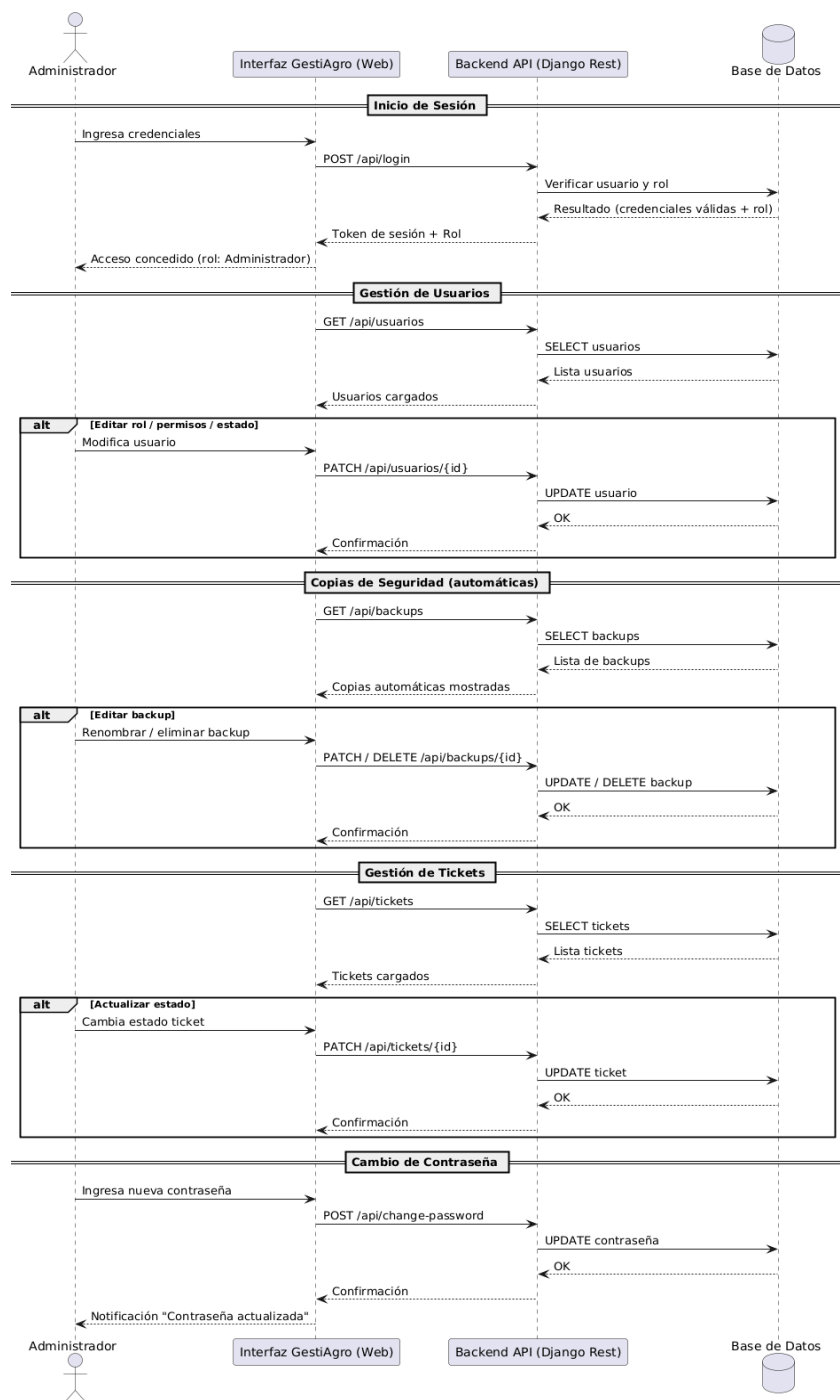 Administrador
Interfaz GestiAgro (Web)
Backend API (Django Rest)
Base de Datos
Inicio de Sesión
Ingresa credenciales
POST /api/login
Verificar usuario y rol
Resultado (credenciales válidas + rol)
Token de sesión + Rol
Acceso concedido (rol: Administrador)
Gestión de Usuarios
GET /api/usuarios
SELECT usuarios
Lista usuarios
Usuarios cargados
alt [Editar rol / permisos / estado]
Modifica usuario
PATCH /api/usuarios/{id}
UPDATE usuario
OK
Confirmación
Copias de Seguridad (automáticas)
GET /api/backups
SELECT backups
Lista de backups
Copias automáticas mostradas
alt [Editar backup]
Renombrar / eliminar backup
PATCH / DELETE /api/backups/{id}
UPDATE / DELETE backup
OK
Confirmación
Gestión de Tickets
GET /api/tickets
SELECT tickets
Lista tickets
Tickets cargados
alt [Actualizar estado]
Cambia estado ticket
PATCH /api/tickets/{id}
UPDATE ticket
OK
Confirmación
Cambio de Contraseña
Ingresa nueva contraseña
POST /api/change-password
UPDATE contraseña
OK
Confirmación
Notificación "Contraseña actualizada"
Administrador
Interfaz GestiAgro (Web)
Backend API (Django Rest)
Base de Datos